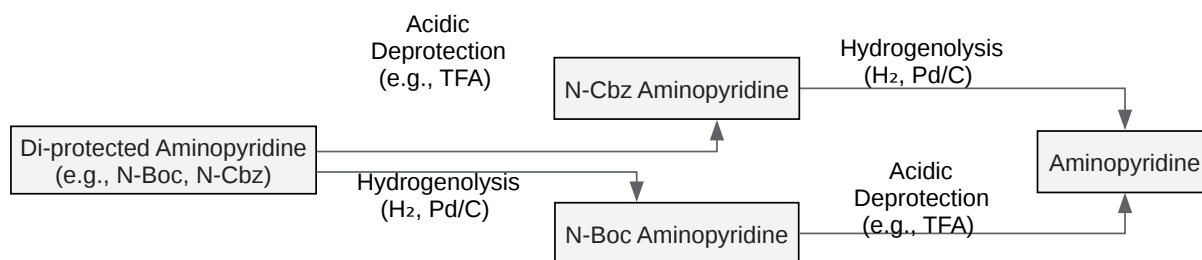 Acidic
Deprotection
(e.g., TFA)
Hydrogenolysis
(H₂, Pd/C)
N-Cbz Aminopyridine
Di-protected Aminopyridine
(e.g., N-Boc, N-Cbz)
Aminopyridine
Hydrogenolysis
(H₂, Pd/C)
Acidic
Deprotection
(e.g., TFA)
N-Boc Aminopyridine